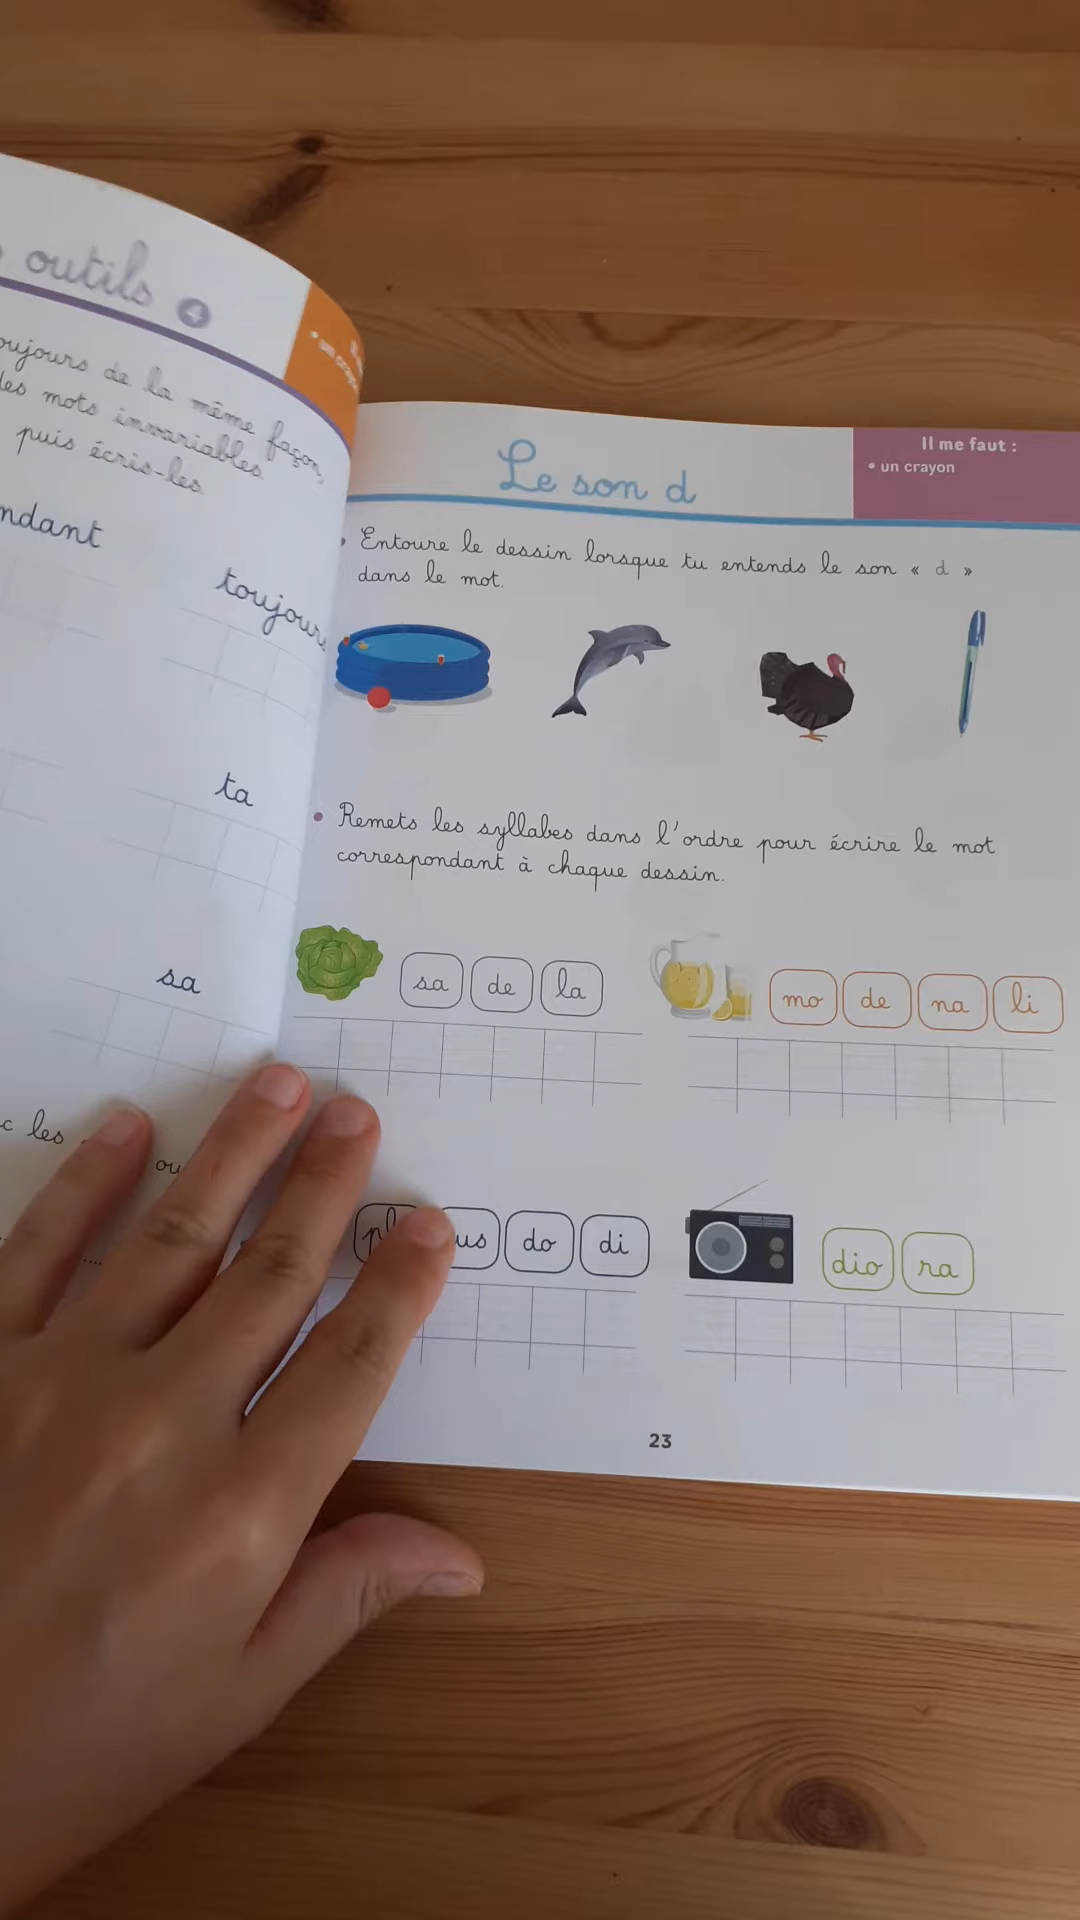 outils 4
toujours de la même façon,
des mots invariables
puis écris-les.
toujours
ta
sa
les
Le son d
Il me faut :
• un crayon
• Entoure le dessin lorsque tu entends le son « d »
dans le mot.
• Remets les syllabes dans l'ordre pour écrire le mot
correspondant à chaque dessin.
sa de la
mo de na li
us do di
dio ra
23